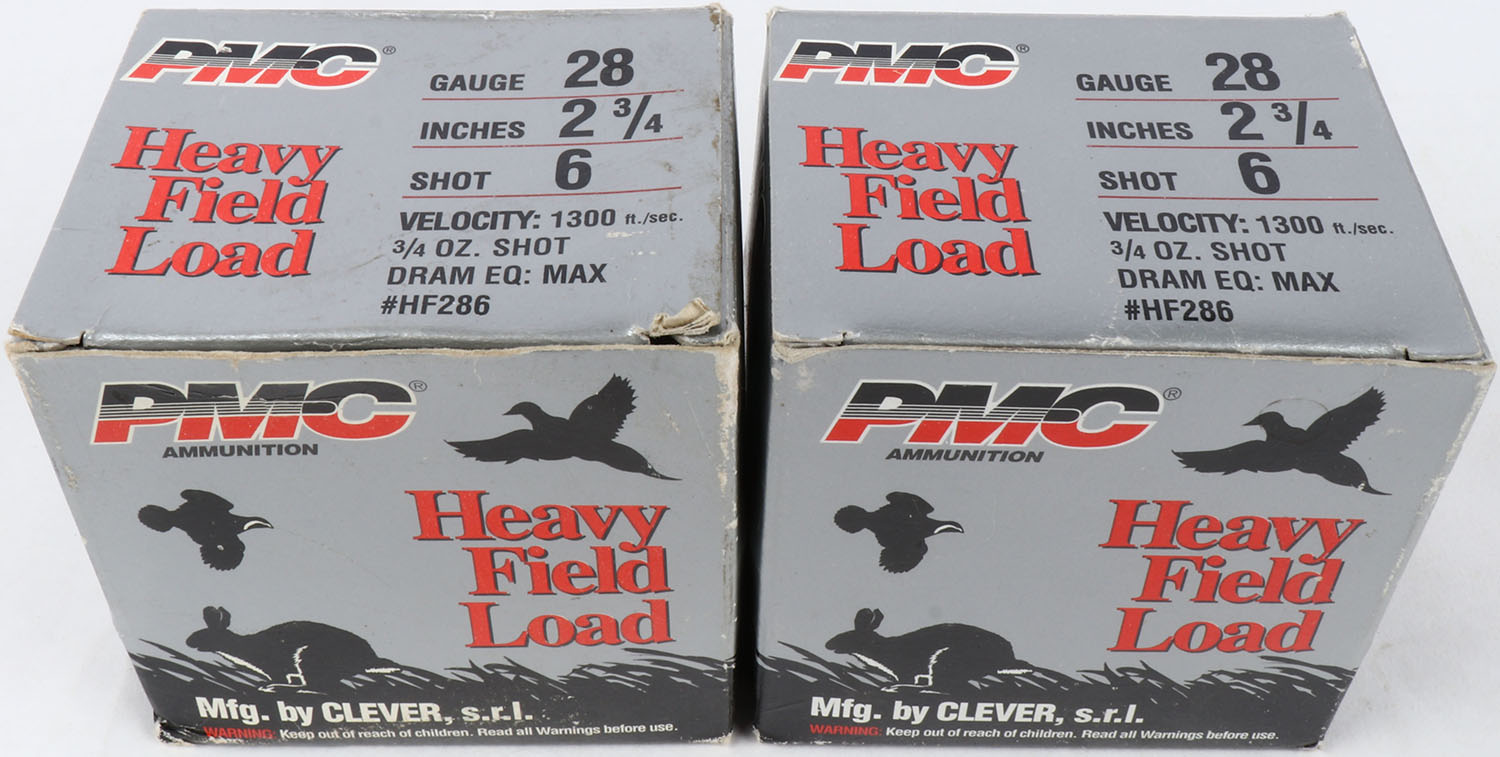 PMC®
Heavy
Field
Load
GAUGE 28
INCHES 2 3/4
SHOT 6
VELOCITY: 1300 ft./sec.
3/4 OZ. SHOT
DRAM EQ: MAX
#HF286
PMC®
AMMUNITION
Heavy
Field
Load
Mfg. by CLEVER, s.r.l.
WARNING: Keep out of reach of children. Read all Warnings before use.
PMC®
Heavy
Field
Load
GAUGE 28
INCHES 2 3/4
SHOT 6
VELOCITY: 1300 ft./sec.
3/4 OZ. SHOT
DRAM EQ: MAX
#HF286
PMC®
AMMUNITION
Heavy
Field
Load
Mfg. by CLEVER, s.r.l.
WARNING: Keep out of reach of children. Read all Warnings before use.